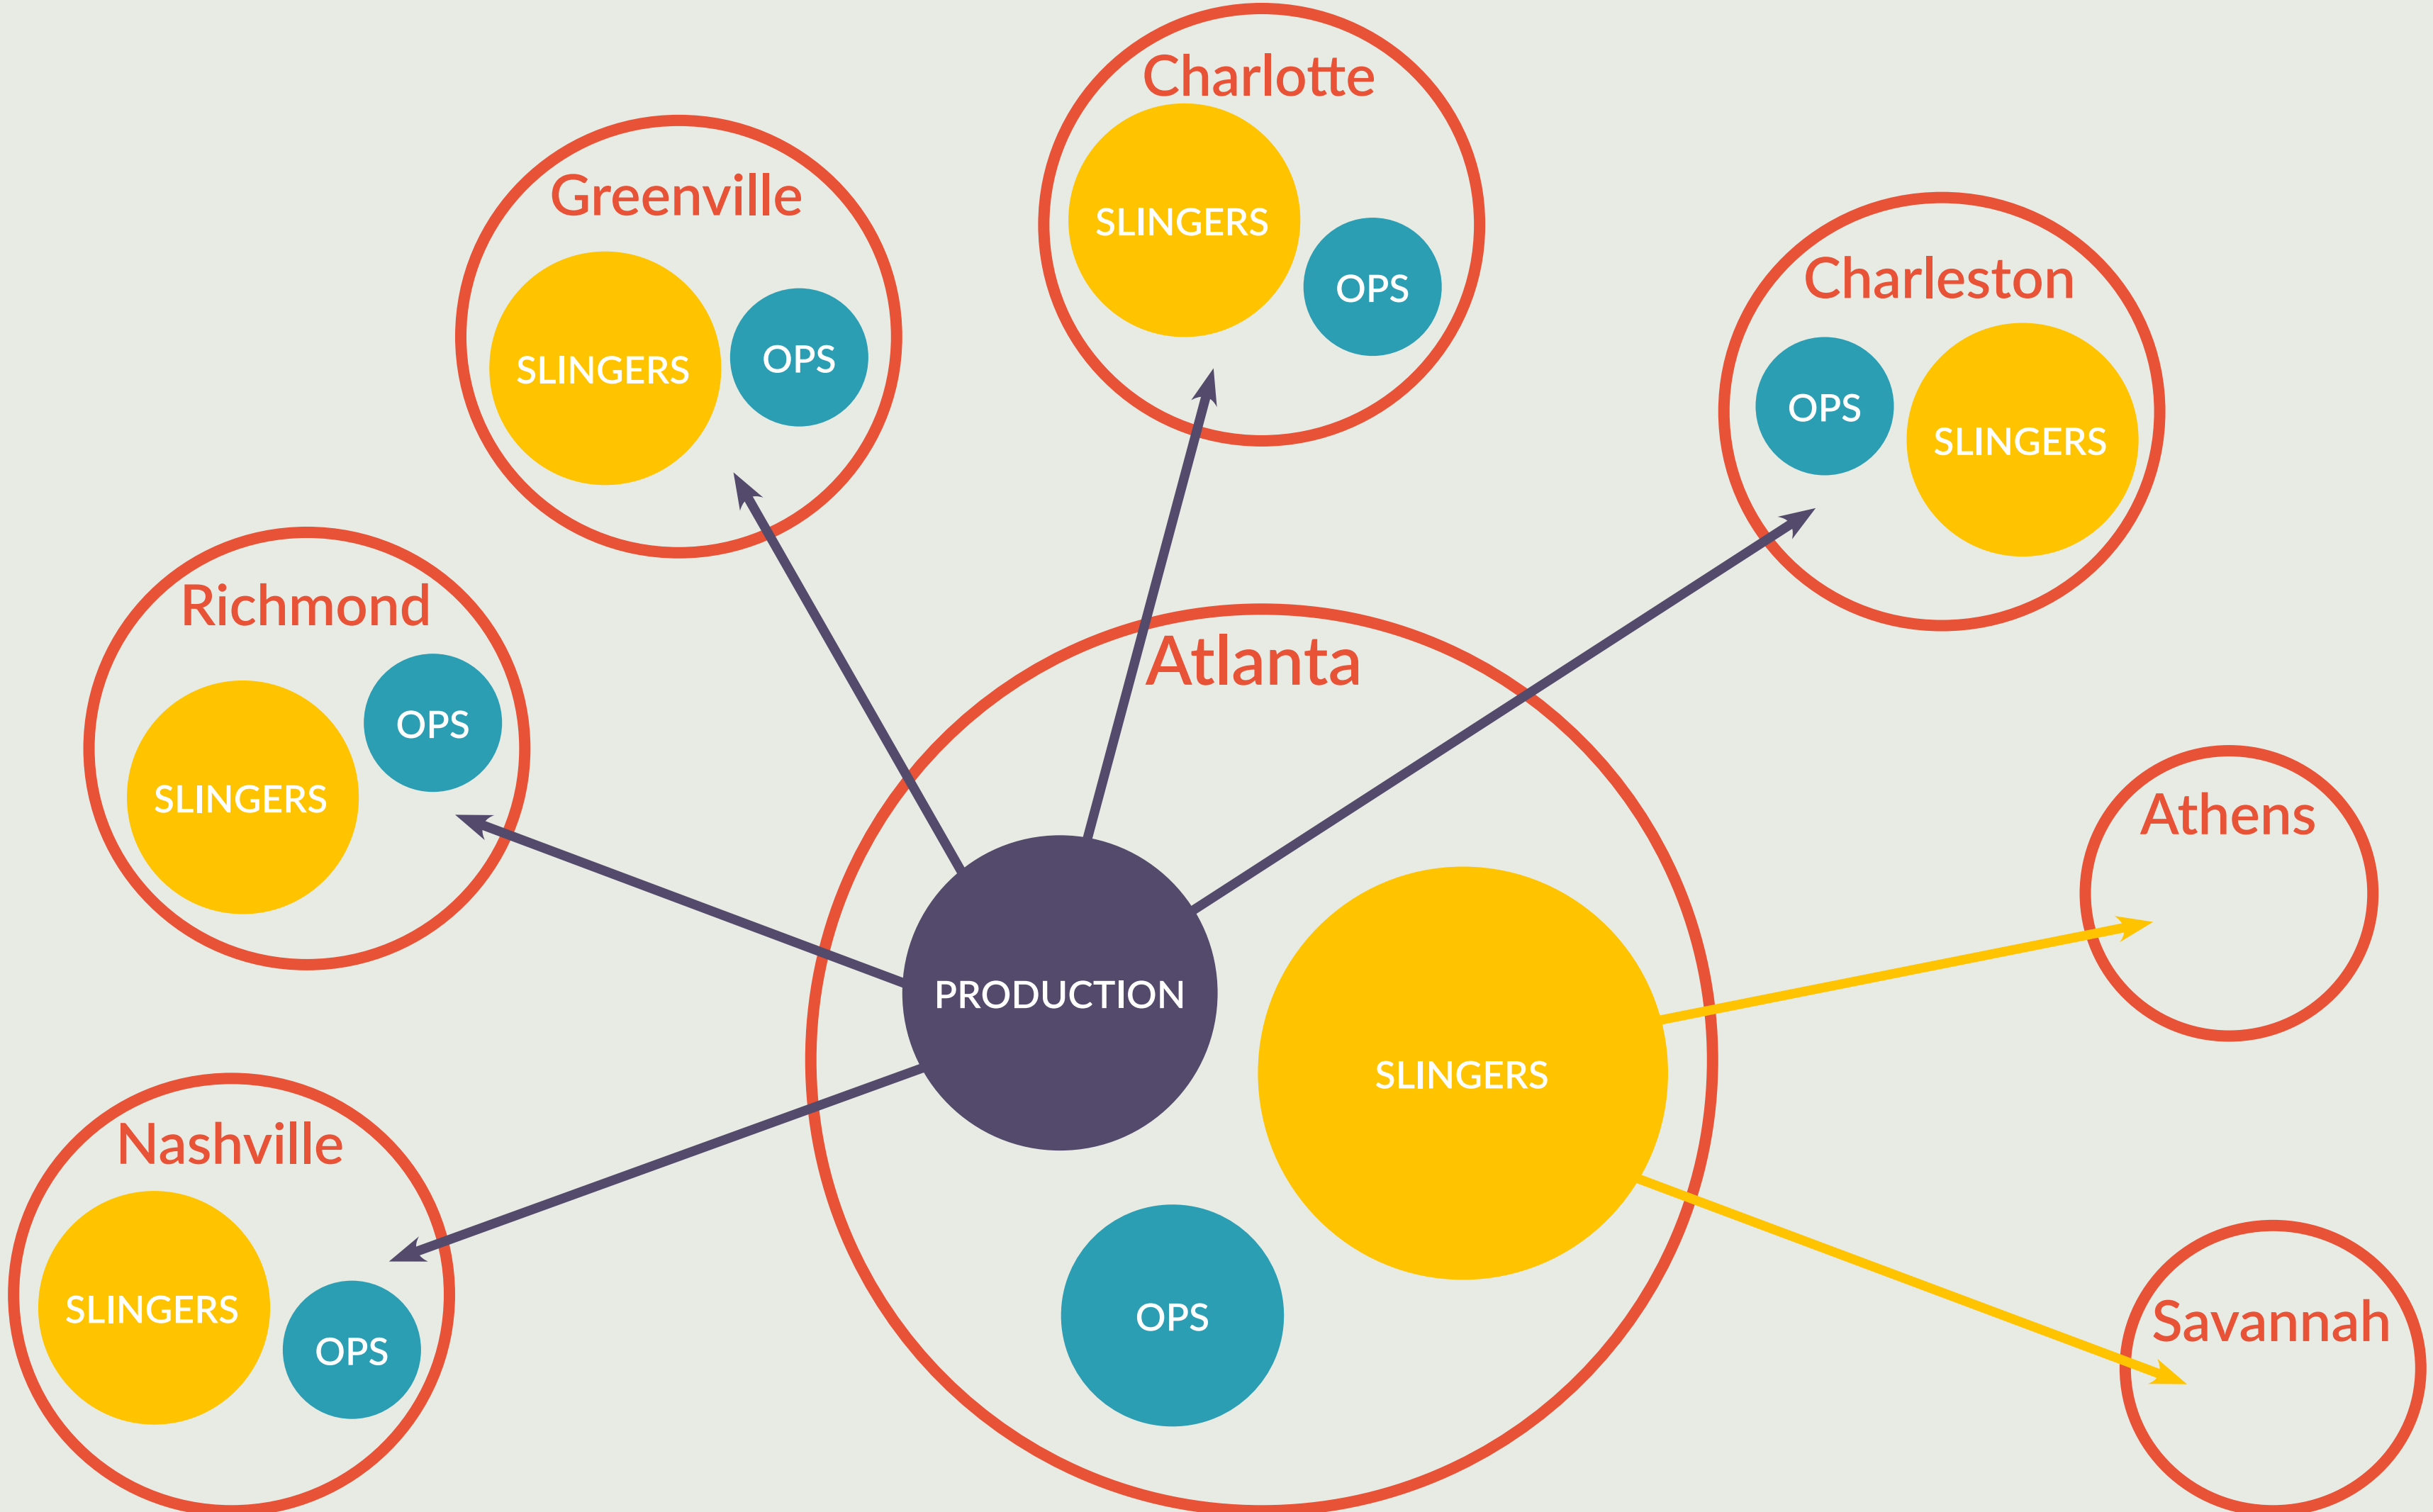 Charlotte
SLINGERS
OPS
Greenville
SLINGERS
OPS
Charleston
OPS
SLINGERS
Richmond
SLINGERS
OPS
Atlanta
PRODUCTION
SLINGERS
OPS
Athens
Nashville
SLINGERS
OPS
Savannah